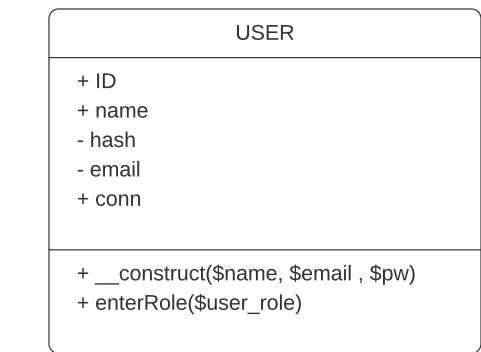 USER
+ ID
+ name
- hash
- email
+ conn
+ __construct($name, $email , $pw)
+ enterRole($user_role)